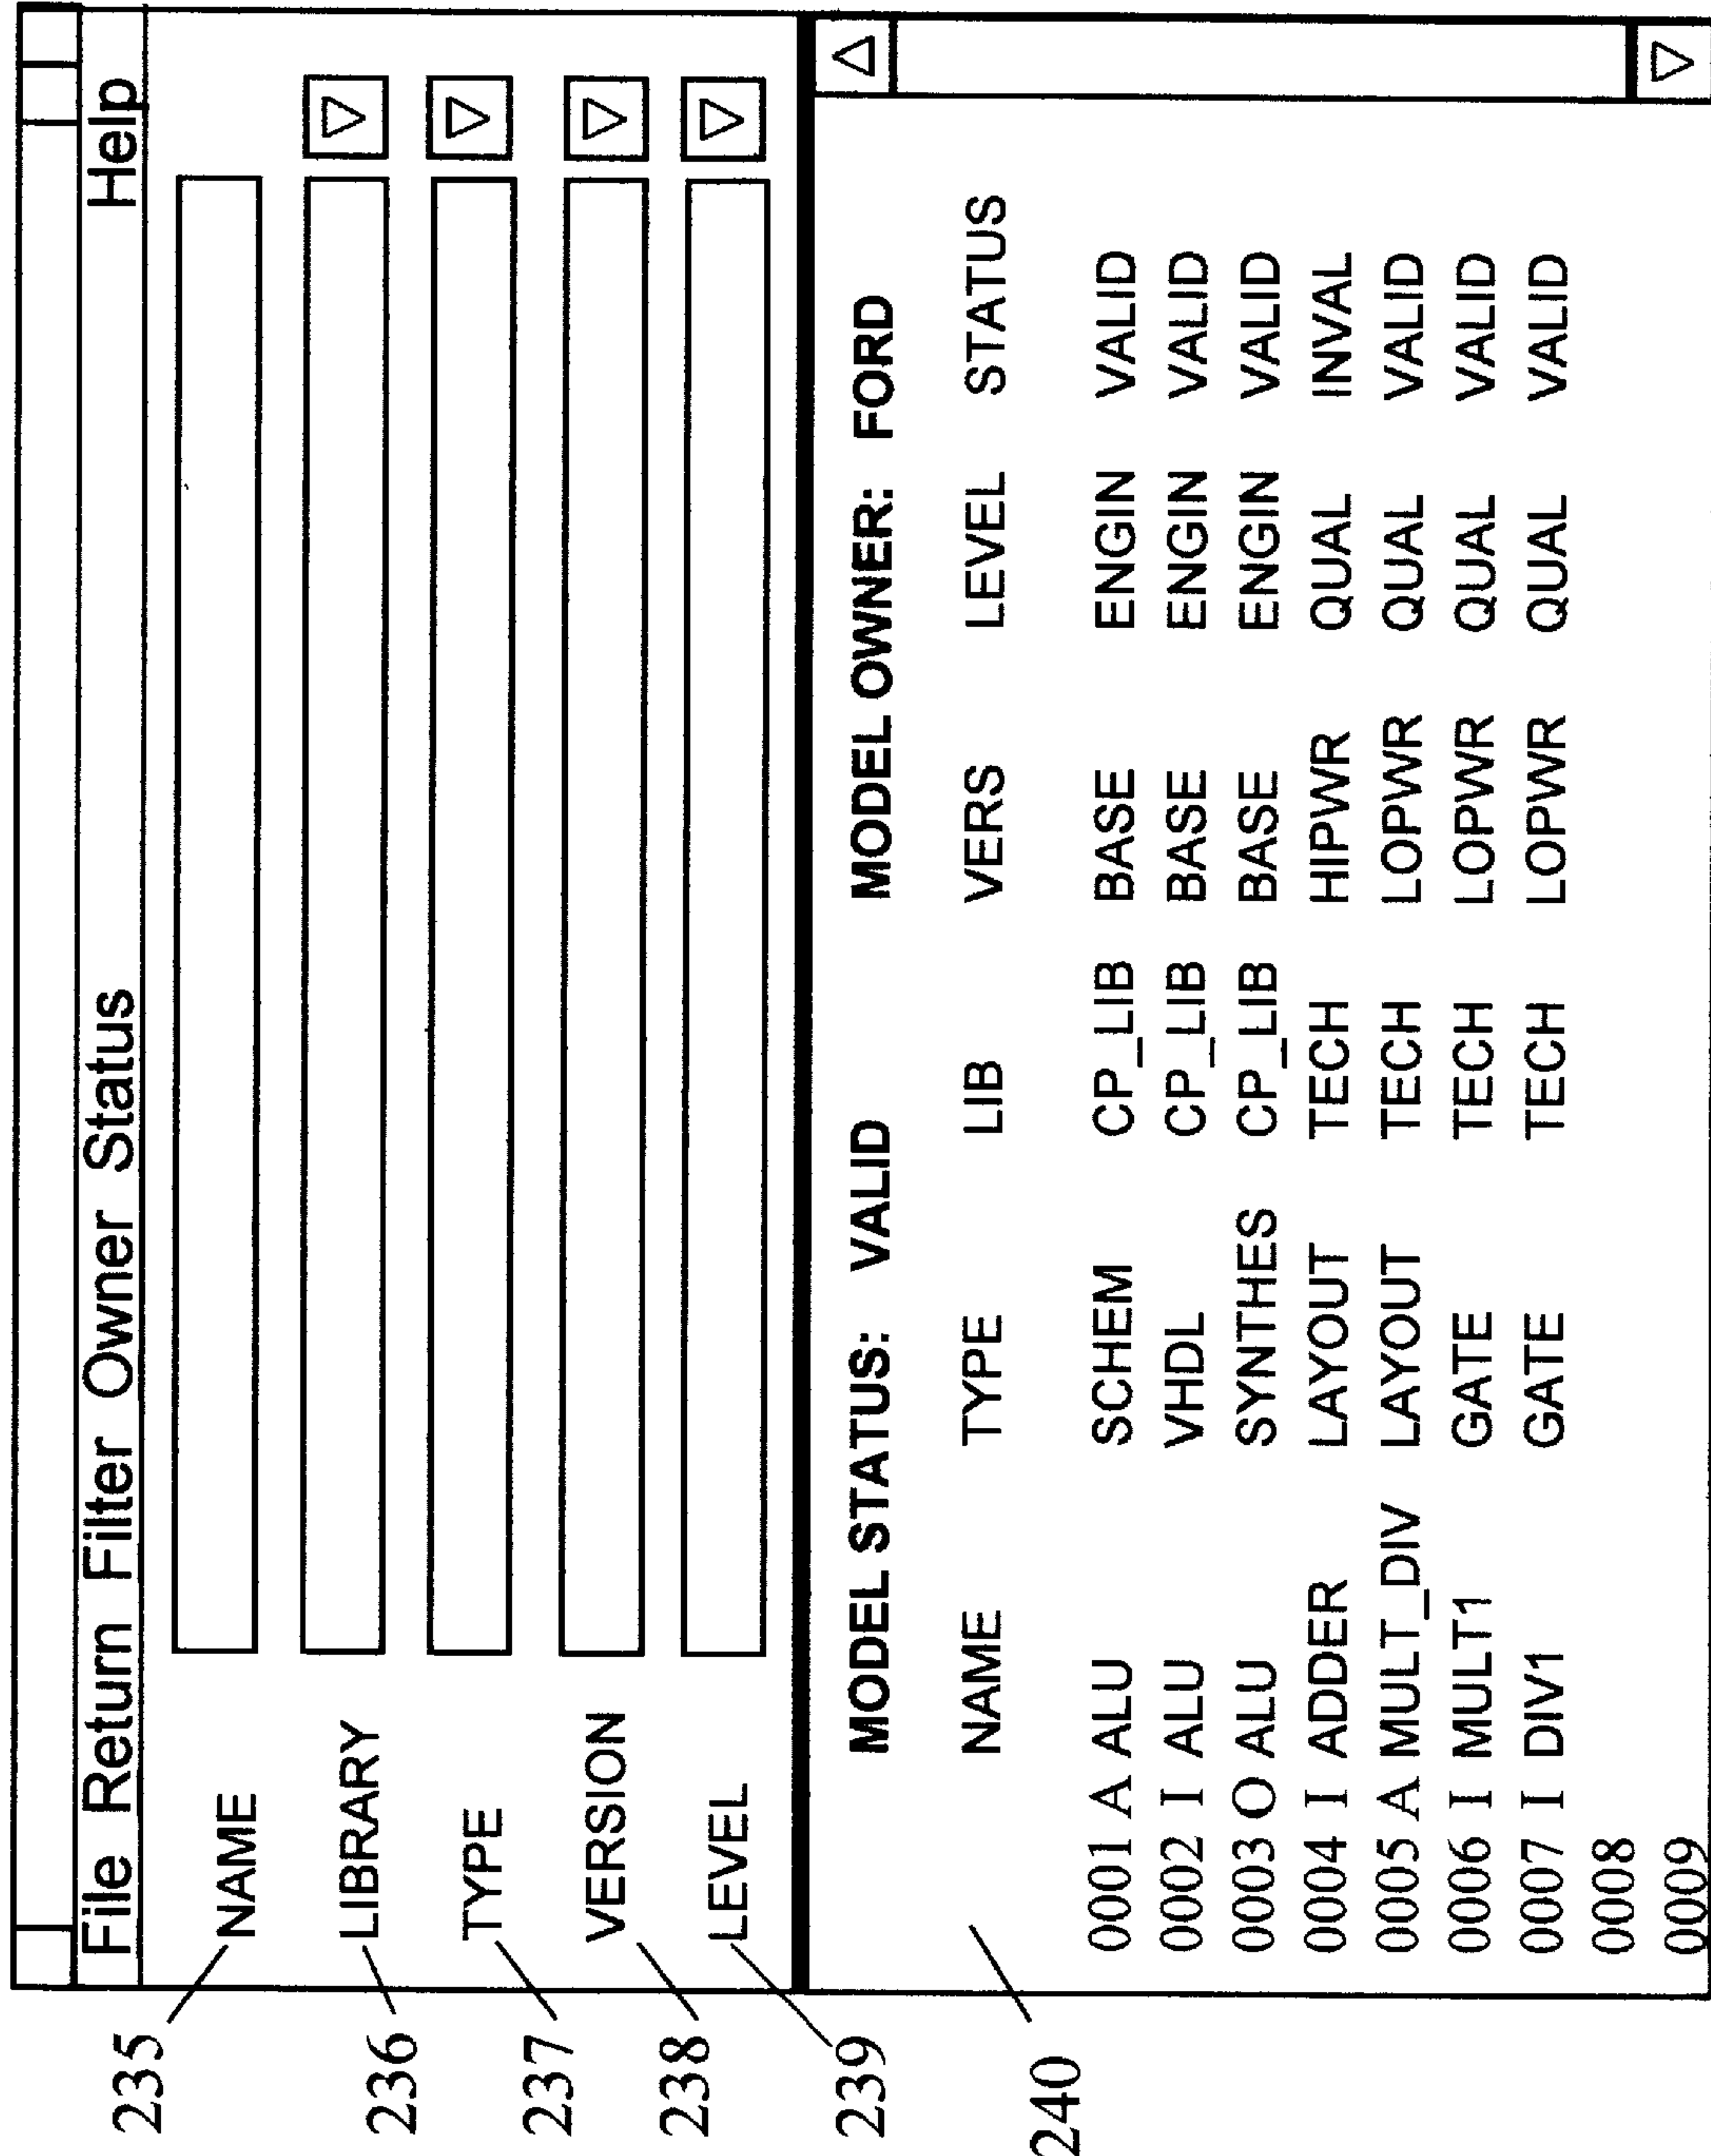 File Return Filter Owner Status Help
235 NAME
236 LIBRARY
237 TYPE
238 VERSION
239 LEVEL
MODEL STATUS: VALID MODEL OWNER: FORD
240 NAME TYPE LIB VERS LEVEL STATUS
0001 A ALU SCHEM CP_LIB BASE ENGIN VALID
0002 I ALU VHDL CP_LIB BASE ENGIN VALID
0003 O ALU SYNTHES CP_LIB BASE ENGIN VALID
0004 I ADDER LAYOUT TECH HIPWR QUAL INVAL
0005 A MULT_DIV LAYOUT TECH LOPWR QUAL VALID
0006 I MULT1 GATE TECH LOPWR QUAL VALID
0007 I DIV1 GATE TECH LOPWR QUAL VALID
0008
0009